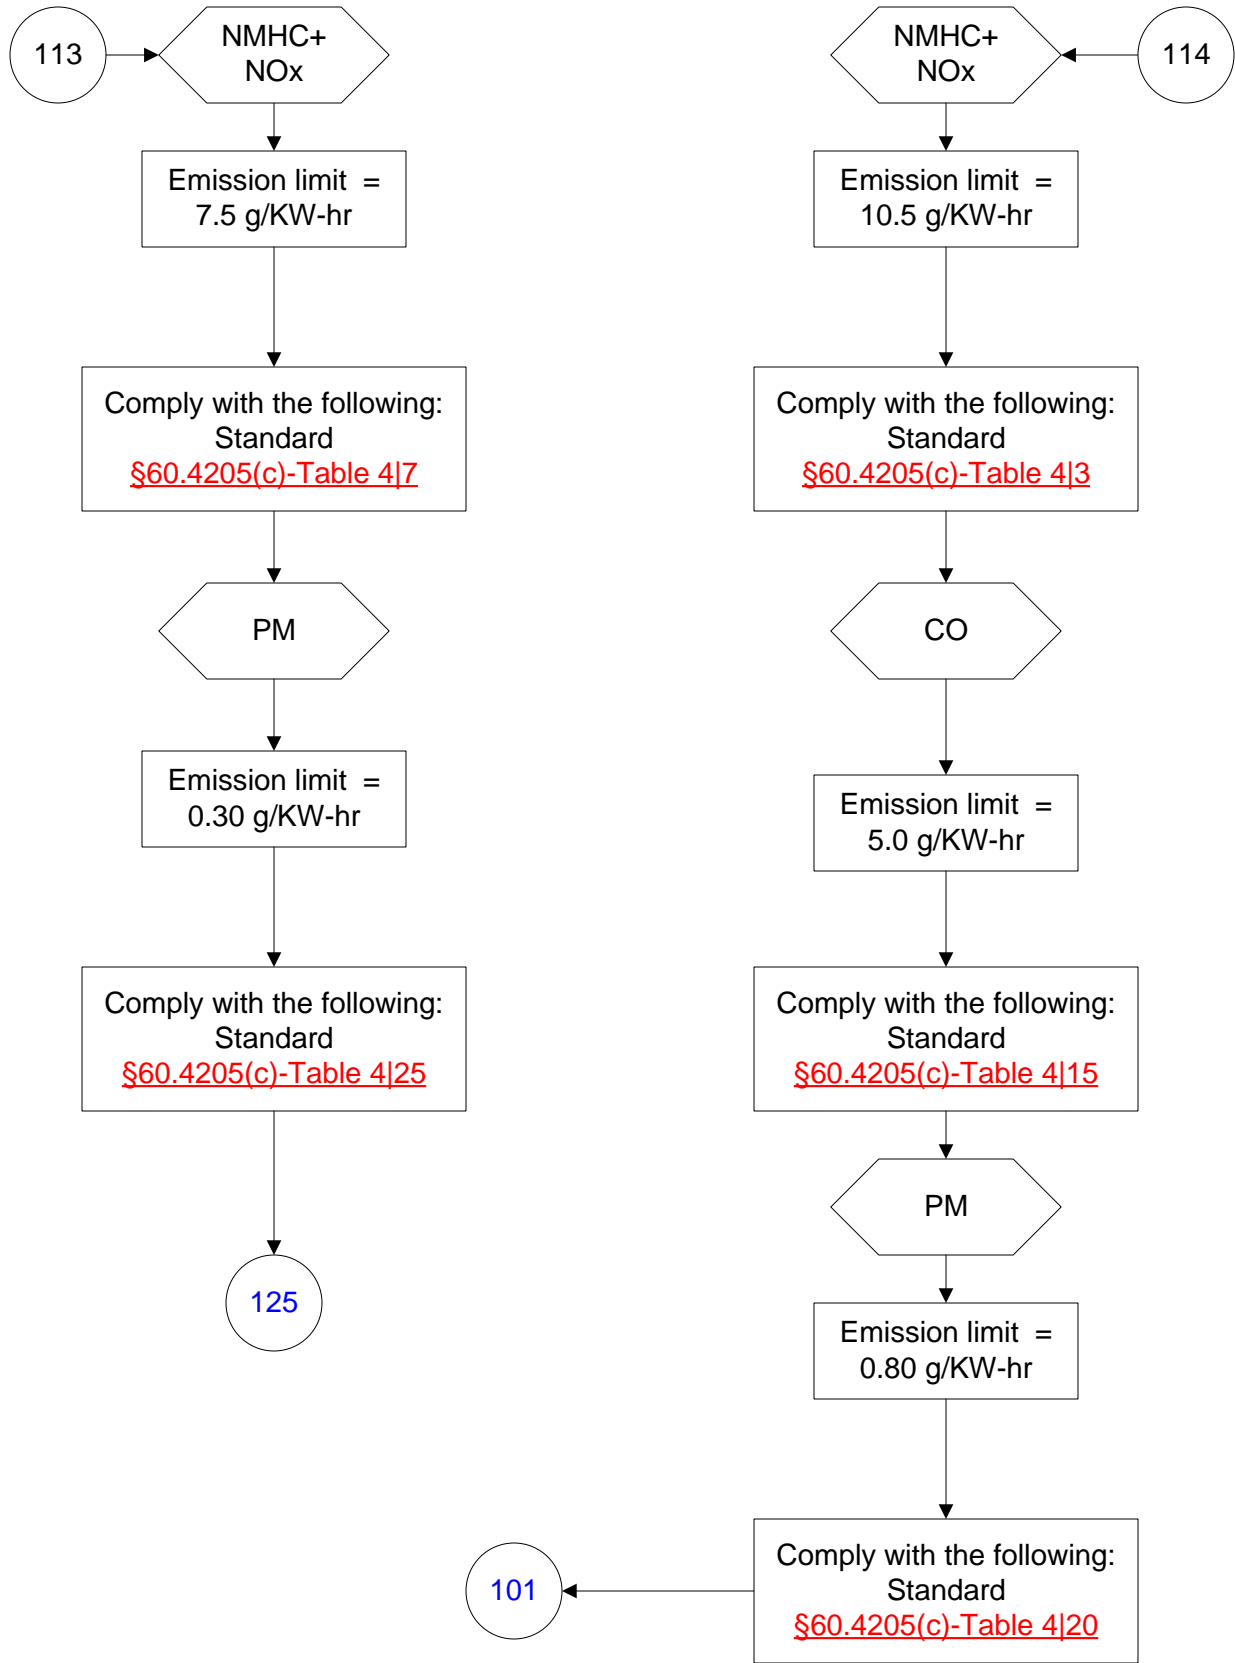 113
NMHC+
NOx
Emission limit  =
7.5 g/KW-hr
Comply with the following:
Standard
§60.4205(c)-Table 4|7
PM
Emission limit  =
0.30 g/KW-hr
Comply with the following:
Standard
§60.4205(c)-Table 4|25
125
NMHC+
NOx
114
Emission limit  =
10.5 g/KW-hr
Comply with the following:
Standard
§60.4205(c)-Table 4|3
CO
Emission limit  =
5.0 g/KW-hr
Comply with the following:
Standard
§60.4205(c)-Table 4|15
PM
Emission limit  =
0.80 g/KW-hr
Comply with the following:
Standard
§60.4205(c)-Table 4|20
101